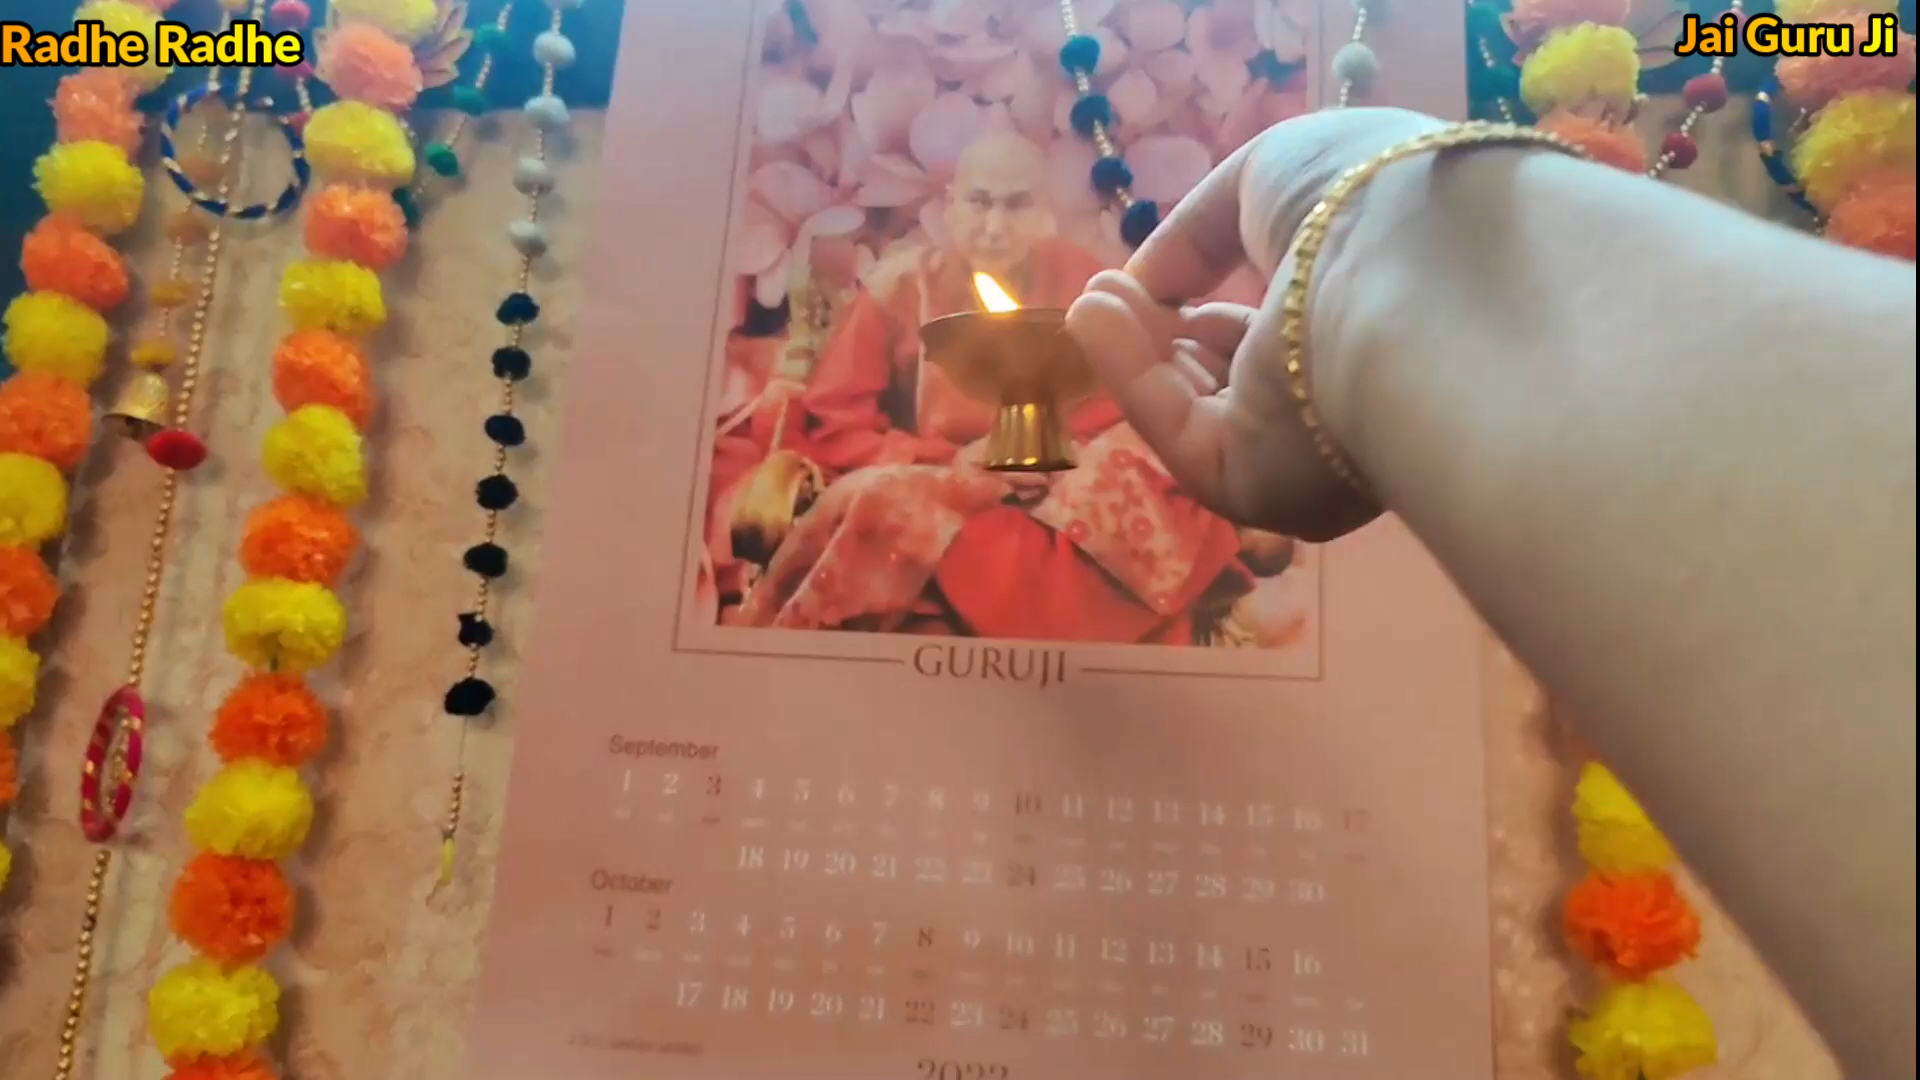 Radhe Radhe
Jai Guru Ji
GURUJI
September
1 2 3 4 5 6 7 8 9 10 11 12 13 14 15 16 17
18 19 20 21 22 23 24 25 26 27 28 29 30
October
1 2 3 4 5 6 7 8 9 10 11 12 13 14 15 16
17 18 19 20 21 22 23 24 25 26 27 28 29 30 31